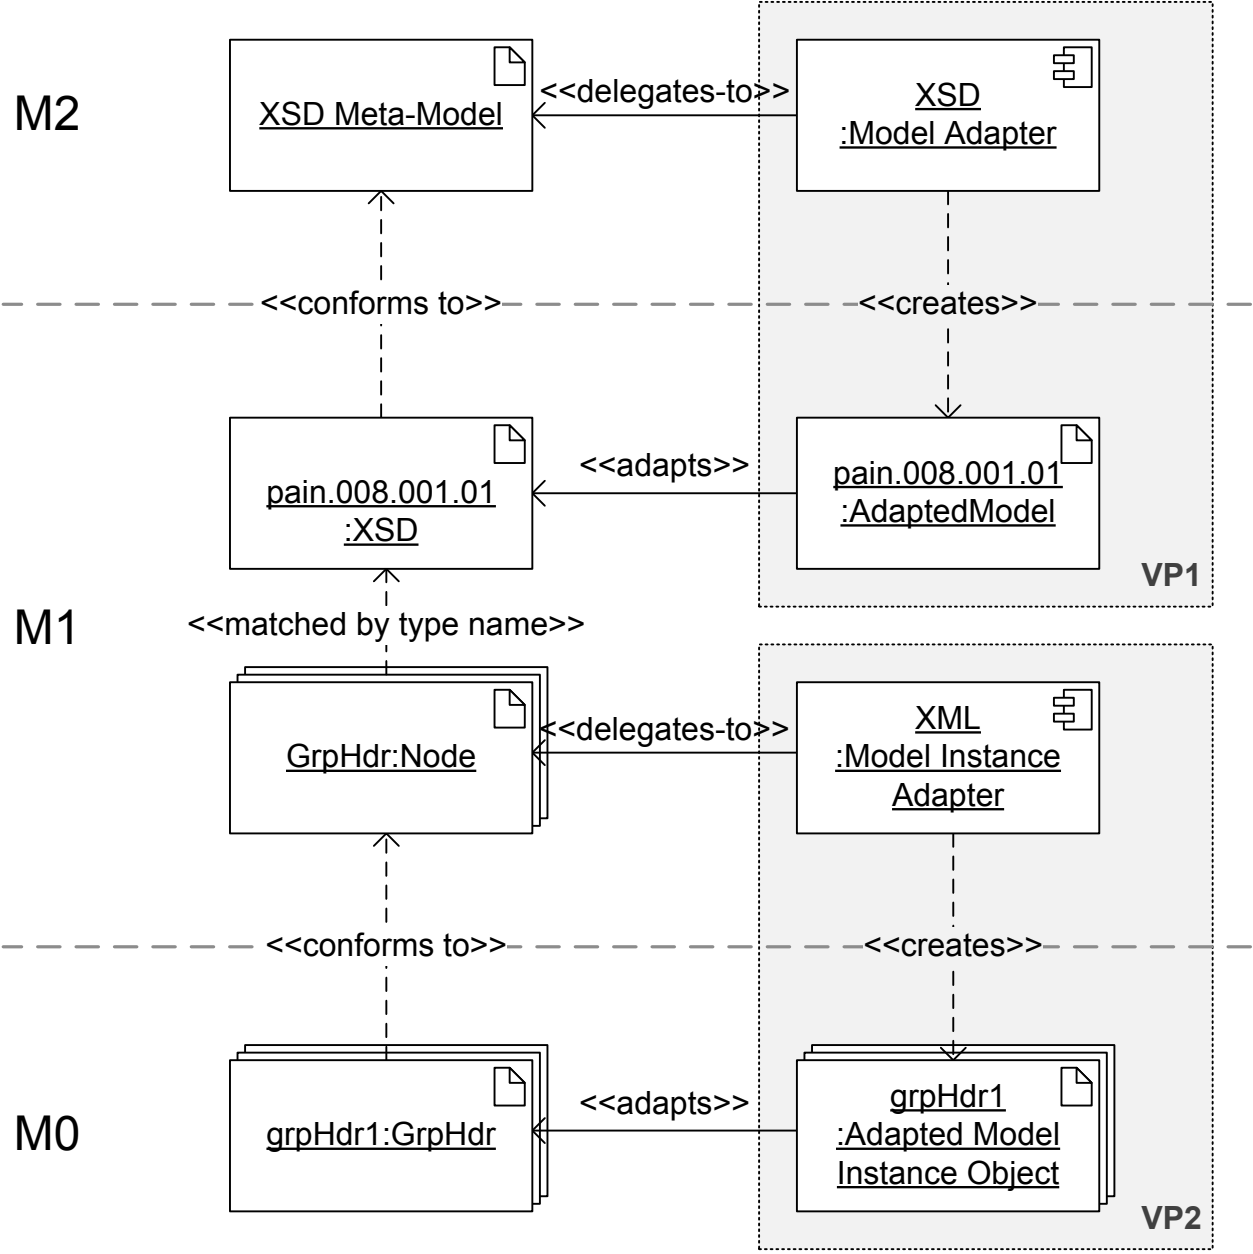 M2
XSD Meta-Model
<<delegates-to>>
XSD
:Model Adapter
<<conforms to>>
<<creates>>
pain.008.001.01
:XSD
<<adapts>>
pain.008.001.01
:AdaptedModel
VP1
M1
<<matched by type name>>
GrpHdr:Node
<<delegates-to>>
XML
:Model Instance
Adapter
<<conforms to>>
<<creates>>
M0
grpHdr1:GrpHdr
<<adapts>>
grpHdr1
:Adapted Model
Instance Object
VP2